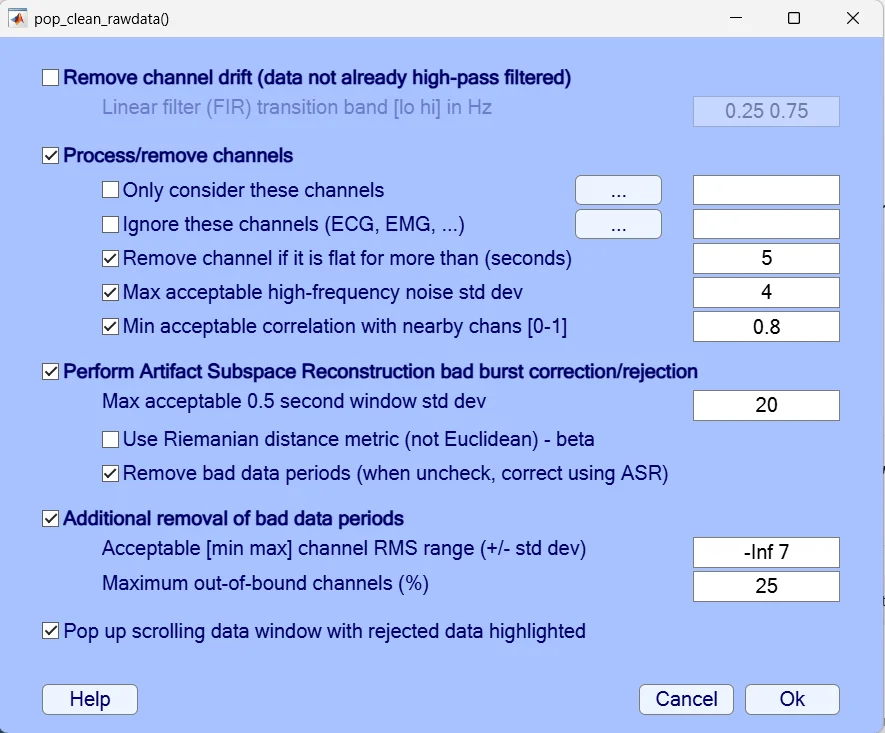 pop_clean_rawdata()
Remove channel drift (data not already high-pass filtered)
Linear filter (FIR) transition band [lo hi] in Hz 0.25 0.75
Process/remove channels
Only consider these channels ...
Ignore these channels (ECG, EMG, ...) ...
Remove channel if it is flat for more than (seconds) 5
Max acceptable high-frequency noise std dev 4
Min acceptable correlation with nearby chans [0-1] 0.8
Perform Artifact Subspace Reconstruction bad burst correction/rejection
Max acceptable 0.5 second window std dev 20
Use Riemanian distance metric (not Euclidean) - beta
Remove bad data periods (when uncheck, correct using ASR)
Additional removal of bad data periods
Acceptable [min max] channel RMS range (+/- std dev) -Inf 7
Maximum out-of-bound channels (%) 25
Pop up scrolling data window with rejected data highlighted
Help Cancel Ok